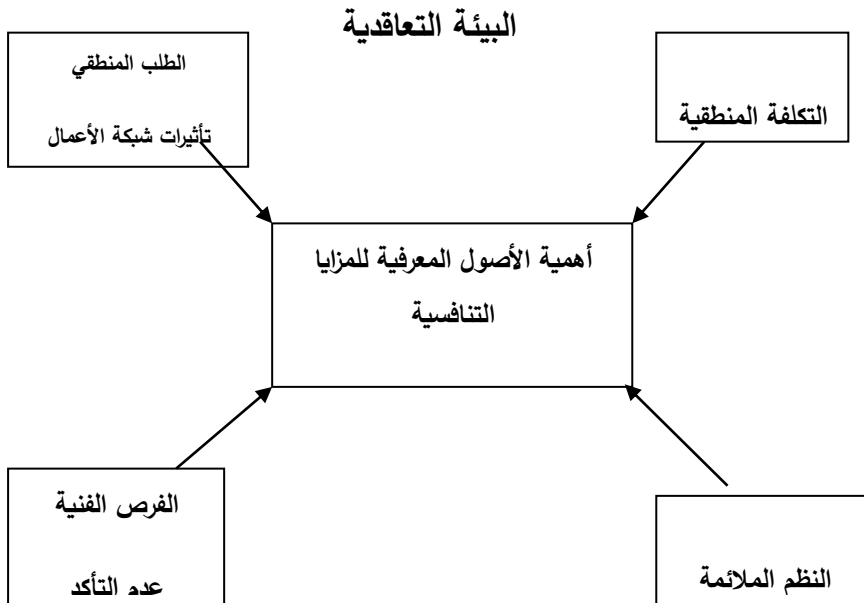 البيئة التعاقدية
التكلفة المنطقية
الطلب المنطقي
تأثيرات شبكة الأعمال
أهمية الأصول المعرفية للمزايا
التنافسية
النظم الملائمة
الفرص الفنية
عدم التأكد